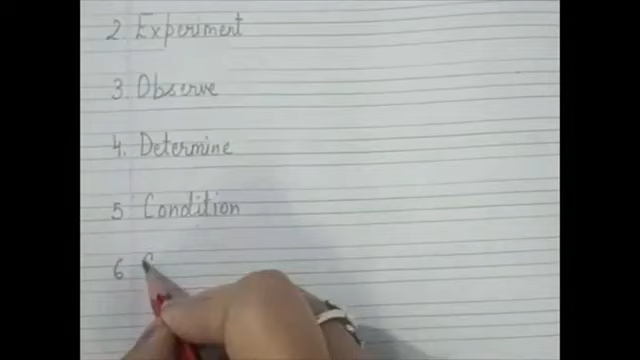 2 Experiment
3. Observe
4. Determine
5 Condition
6